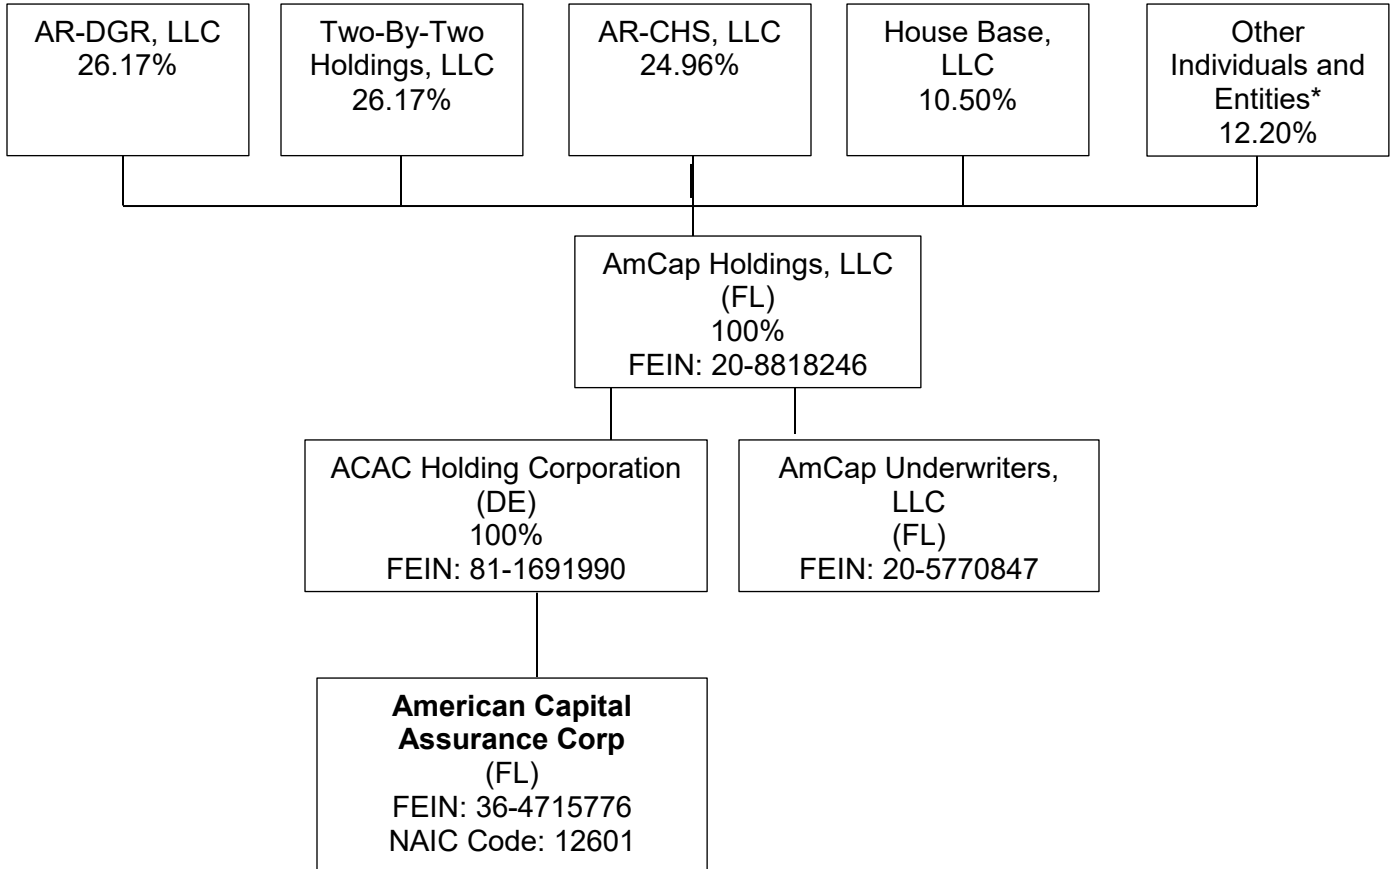 AR-DGR, LLC
26.17%
Two-By-Two
Holdings, LLC
26.17%
AR-CHS, LLC
24.96%
House Base,
LLC
10.50%
Other
Individuals and
Entities*
12.20%
AmCap Holdings, LLC
(FL)
100%
FEIN: 20-8818246
ACAC Holding Corporation
(DE)
100%
FEIN: 81-1691990
AmCap Underwriters,
LLC
(FL)
FEIN: 20-5770847
American Capital
Assurance Corp
(FL)
FEIN: 36-4715776
NAIC Code: 12601